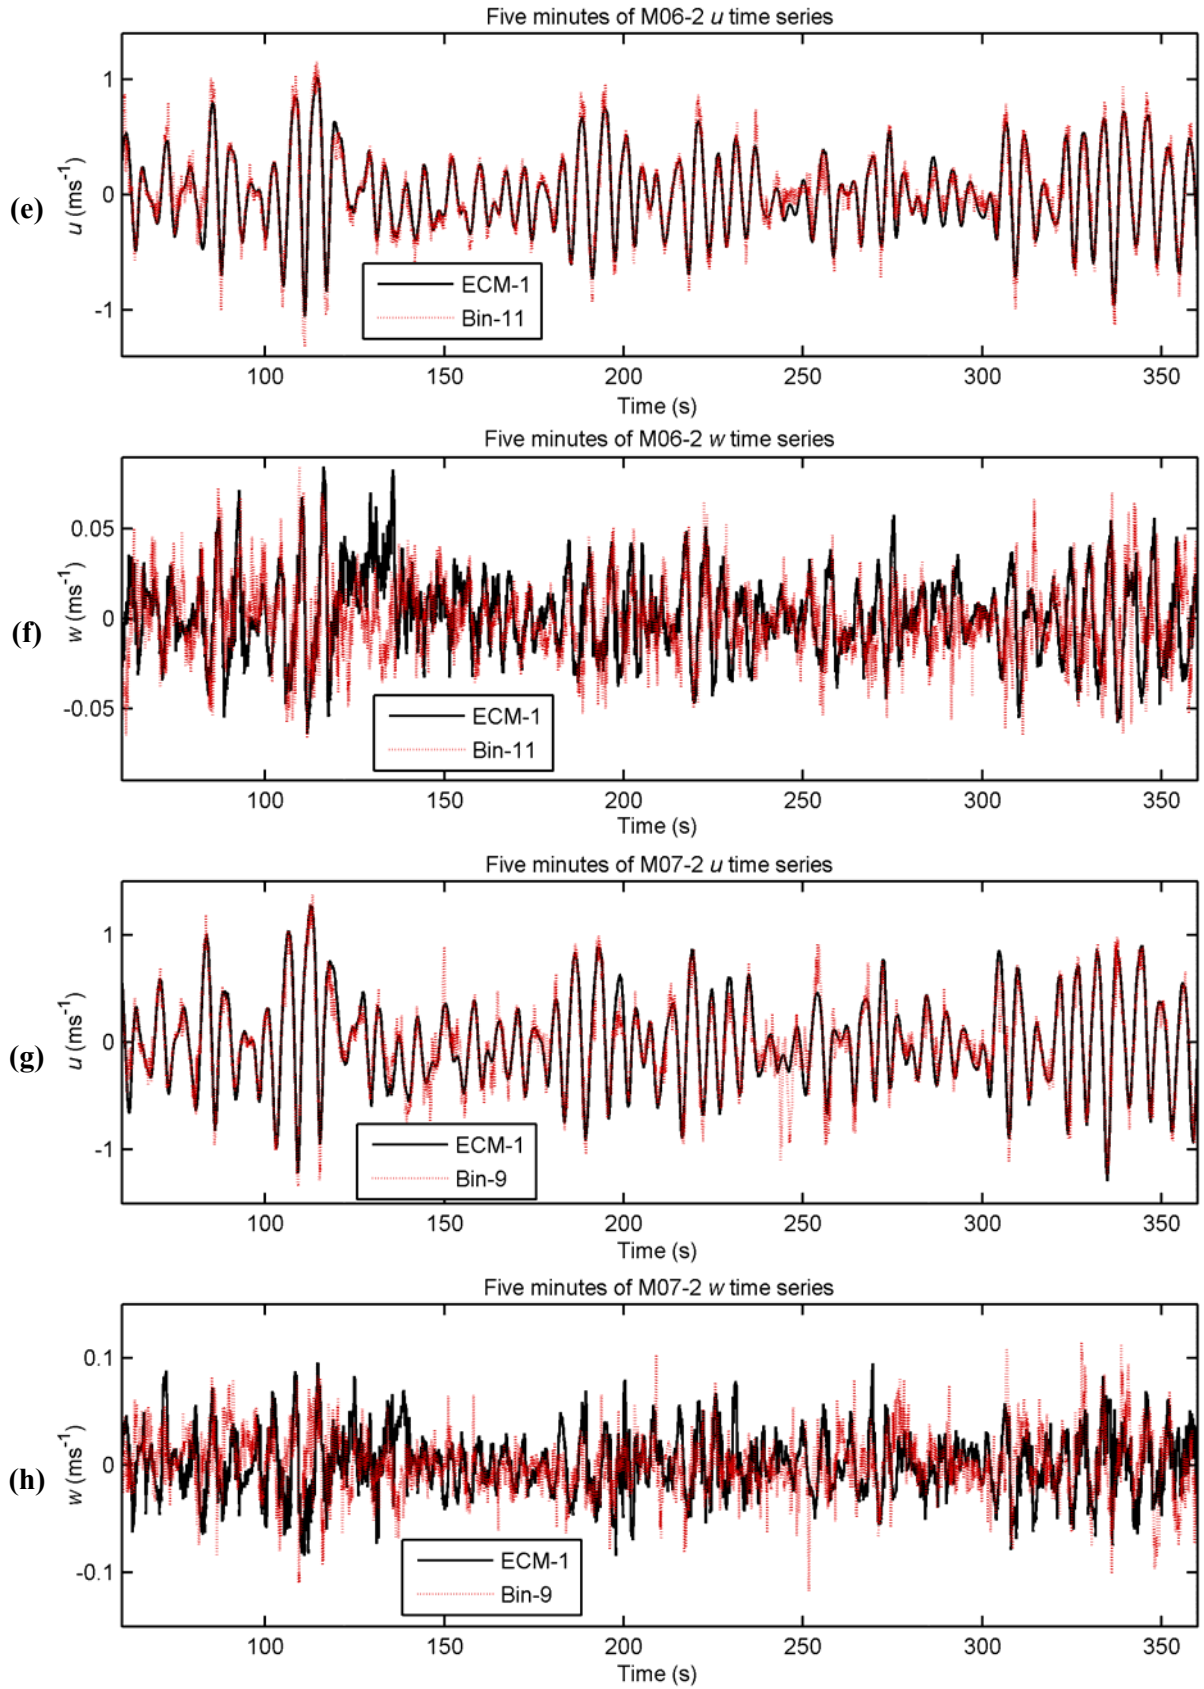 Five minutes of M06-2 u time series
(e)
u (ms⁻¹)
1
0
-1
ECM-1
Bin-11
100 150 200 250 300 350
Time (s)
Five minutes of M06-2 w time series
(f)
w (ms⁻¹)
0.05
0
-0.05
ECM-1
Bin-11
100 150 200 250 300 350
Time (s)
Five minutes of M07-2 u time series
(g)
u (ms⁻¹)
1
0
-1
ECM-1
Bin-9
100 150 200 250 300 350
Time (s)
Five minutes of M07-2 w time series
(h)
w (ms⁻¹)
0.1
0
-0.1
ECM-1
Bin-9
100 150 200 250 300 350
Time (s)